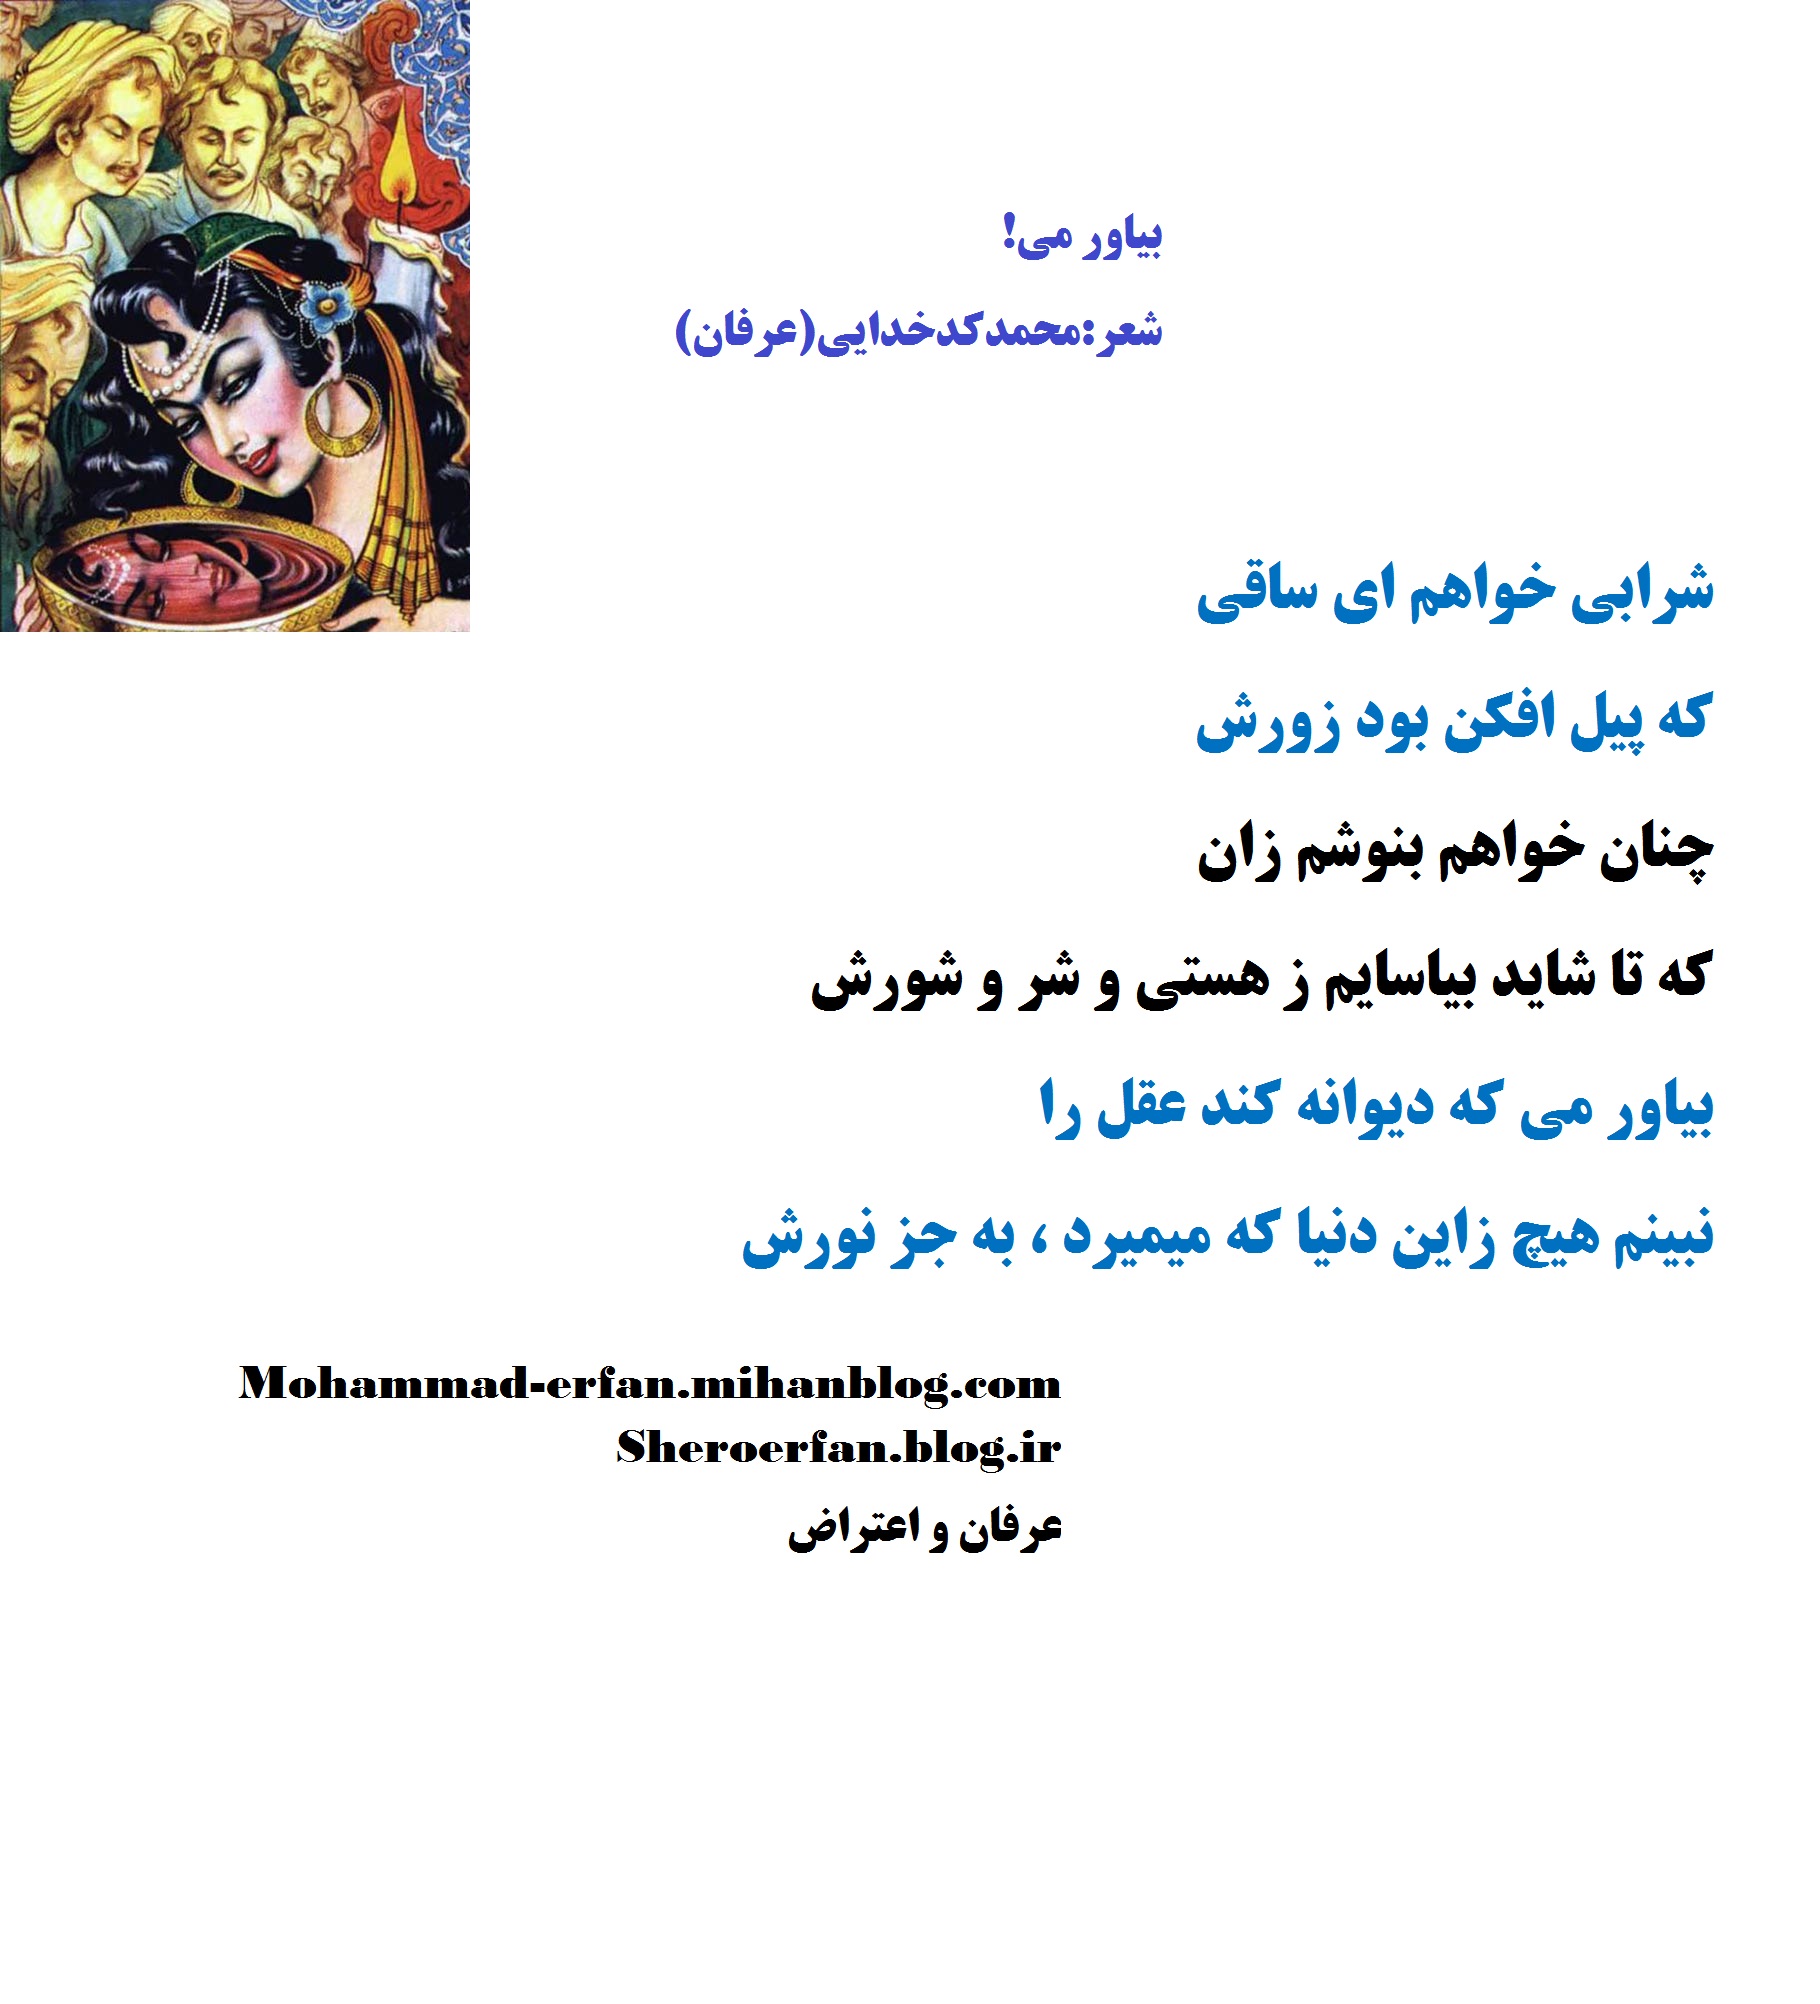 بیاور می!
شعر:محمدکدخدایی(عرفان)
شرابی خواهم ای ساقی
که پیل افکن بود زورش
چنان خواهم بنوشم زان
که تا شاید بیاسایم ز هستی و شر و شورش
بیاور می که دیوانه کند عقل را
نبینم هیچ زاین دنیا که میمیرد ، به جز نورش
Mohammad-erfan.mihanblog.com
Sheroerfan.blog.ir
عرفان و اعتراض